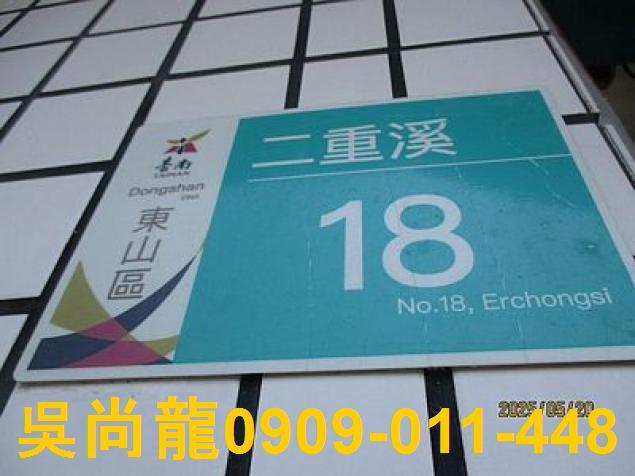 臺南
TAINAN
Dongshan
Dist.
東山區
二重溪
18
No.18, Erchongsi
2025/05/20
吳尚龍0909-011-448